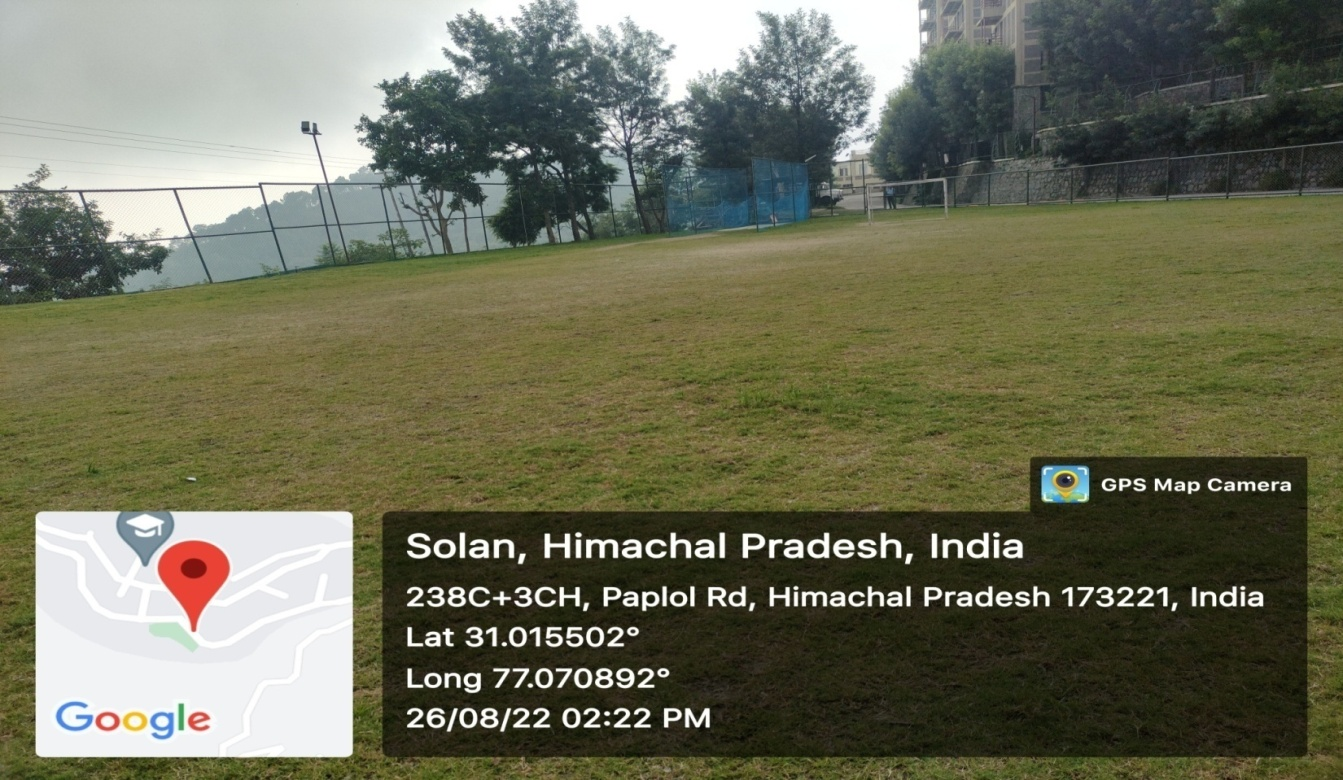 GPS Map Camera
Solan, Himachal Pradesh, India
238C+3CH, Paplol Rd, Himachal Pradesh 173221, India
Lat 31.015502°
Long 77.070892°
26/08/22 02:22 PM
Google